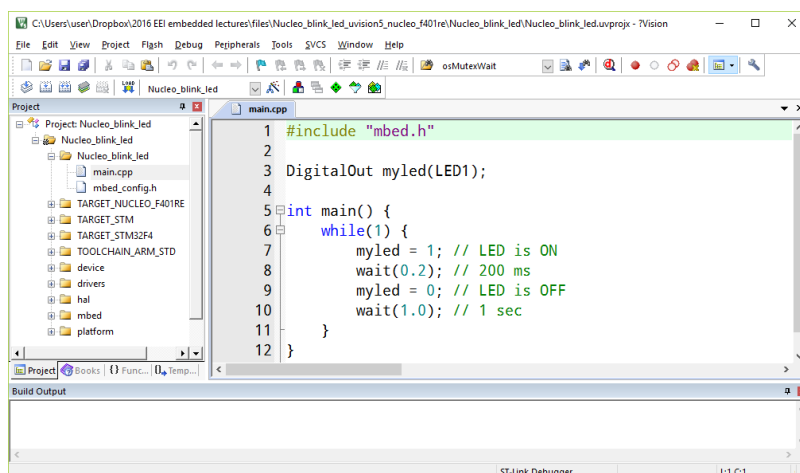 C:\Users\user\Dropbox\2016 EEI embedded lectures\files\Nucleo_blink_led_uvision5_nucleo_f401re\Nucleo_blink_led\Nucleo_blink_led.uvprojx - ?Vision
File Edit View Project Flash Debug Peripherals Tools SVCS Window Help
osMutexWait
LOAD Nucleo_blink_led
Project
main.cpp
Project: Nucleo_blink_led
Nucleo_blink_led
Nucleo_blink_led
main.cpp
mbed_config.h
TARGET_NUCLEO_F401RE
TARGET_STM
TARGET_STM32F4
TOOLCHAIN_ARM_STD
device
drivers
hal
mbed
platform
1 #include "mbed.h"
2
3 DigitalOut myled(LED1);
4
5 int main() {
6 while(1) {
7 myled = 1; // LED is ON
8 wait(0.2); // 200 ms
9 myled = 0; // LED is OFF
10 wait(1.0); // 1 sec
11 }
12 }
Project Books {} Func... 0 Temp...
Build Output
ST-Link Debugger L:1 C:1